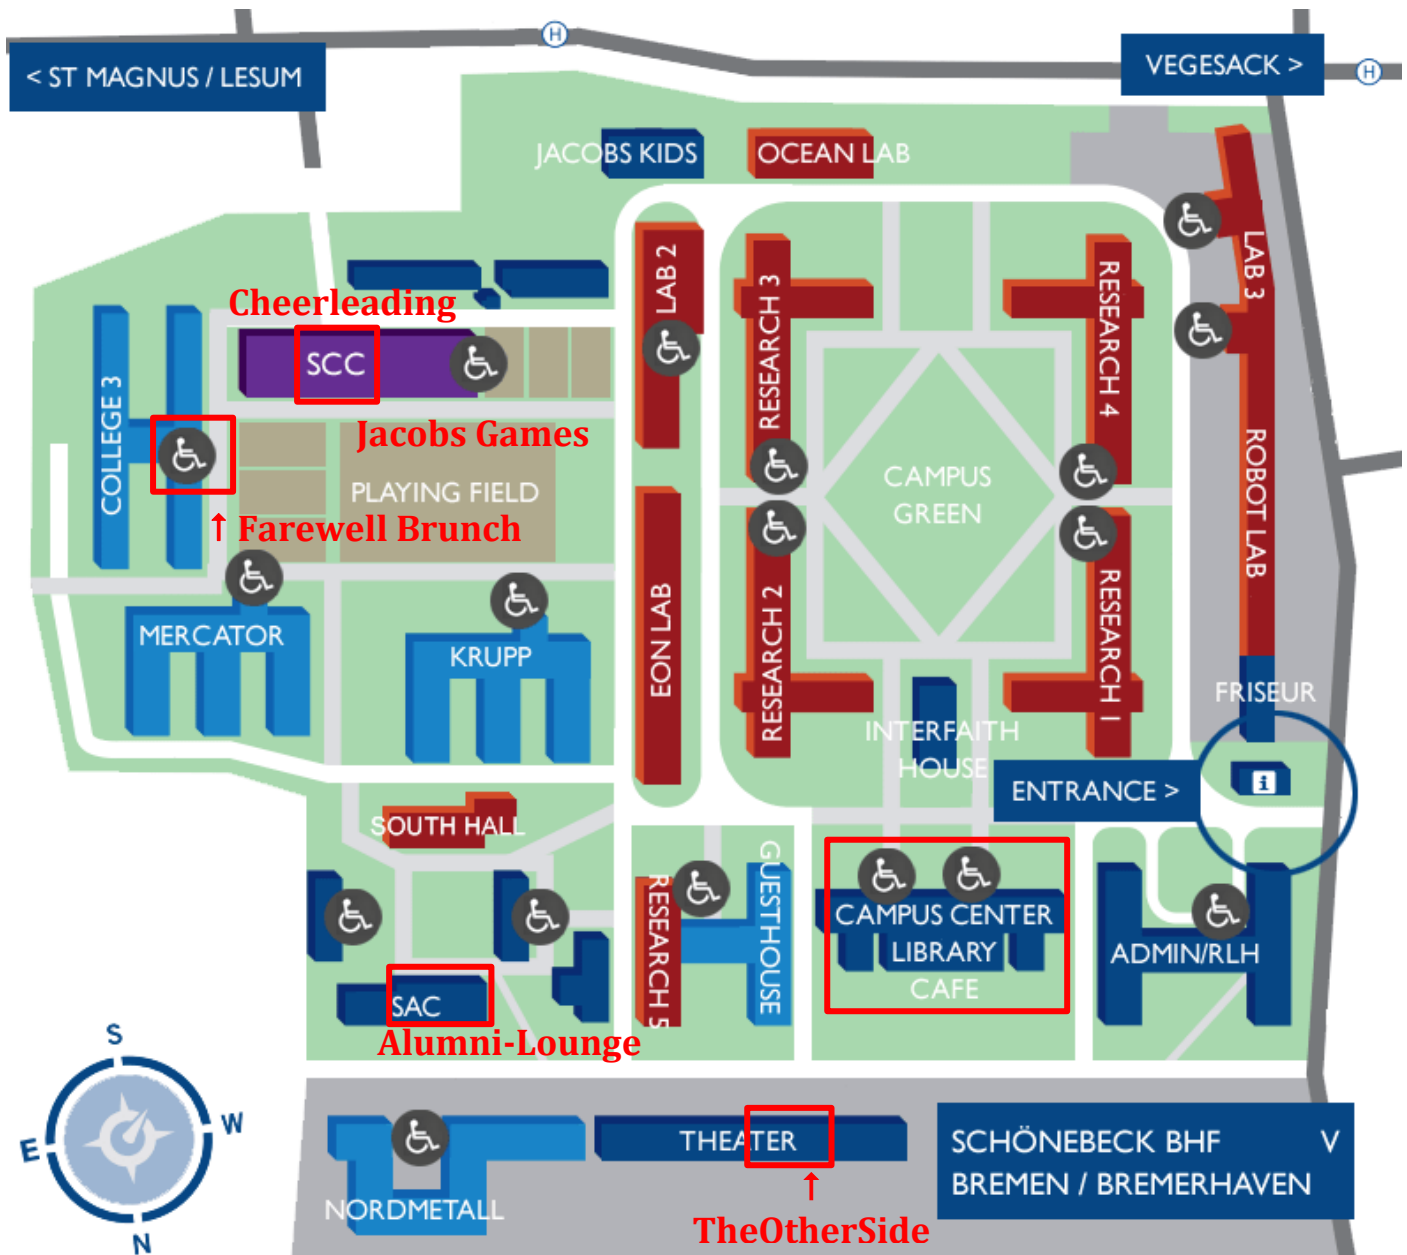 H
< ST MAGNUS / LESUM
VEGESACK >
H
JACOBS KIDS
OCEAN LAB
LAB 2
RESEARCH 3
RESEARCH 4
LAB 3
Cheerleading
SCC
COLLEGE 3
Jacobs Games
PLAYING FIELD
CAMPUS
GREEN
ROBOT LAB
↑ Farewell Brunch
MERCATOR
KRUPP
EON LAB
RESEARCH 2
RESEARCH 1
FRISEUR
INTERFAITH
HOUSE
ENTRANCE >
i
SOUTH HALL
RESEARCH 5
GUESTHOUSE
CAMPUS CENTER
LIBRARY
CAFE
ADMIN/RLH
SAC
Alumni-Lounge
S
W
E
N
THEATER
NORDMETALL
↑
TheOtherSide
SCHÖNEBECK BHF V
BREMEN / BREMERHAVEN